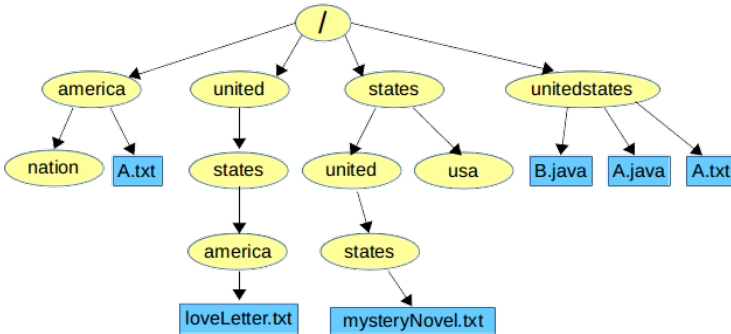 /
america united states unitedstates
nation A.txt states united usa B.java A.java A.txt
america states
loveLetter.txt mysteryNovel.txt